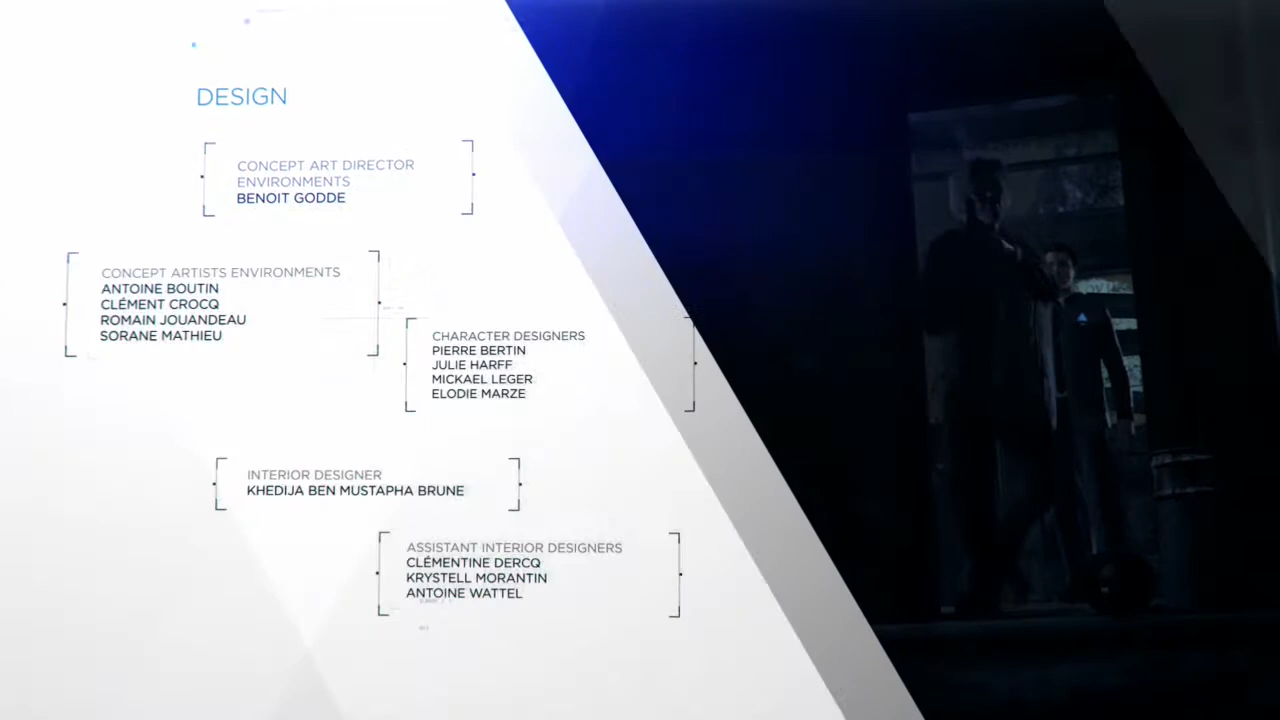 DESIGN
CONCEPT ART DIRECTOR
ENVIRONMENTS
BENOIT GODDE
CONCEPT ARTISTS ENVIRONMENTS
ANTOINE BOUTIN
CLÉMENT CROCQ
ROMAIN JOUANDEAU
SORANE MATHIEU
CHARACTER DESIGNERS
PIERRE BERTIN
JULIE HARFF
MICKAEL LEGER
ELODIE MARZE
INTERIOR DESIGNER
KHEDIJA BEN MUSTAPHA BRUNE
ASSISTANT INTERIOR DESIGNERS
CLÉMENTINE DERCQ
KRYSTELL MORANTIN
ANTOINE WATTEL